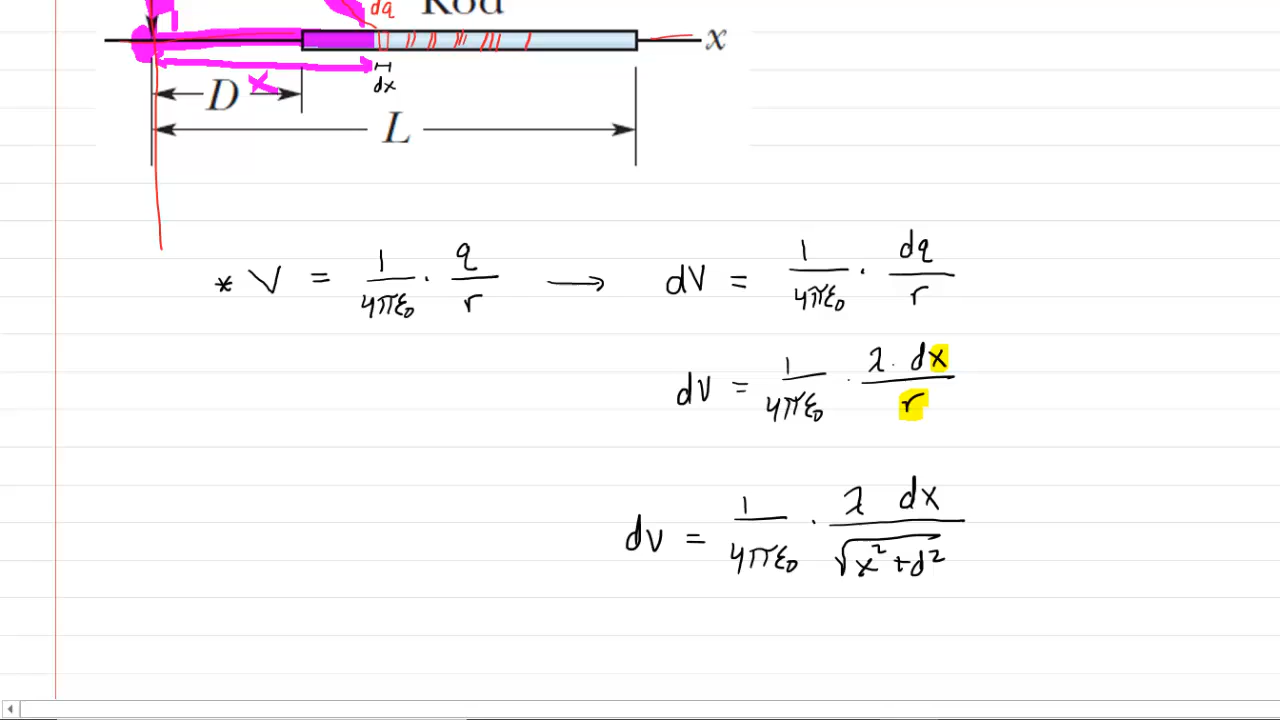 dq Rod
x
x dx
D
L
* V = 1/4πε₀ · q/r → dV = 1/4πε₀ · dq/r
dV = 1/4πε₀ · λ · dx/r
dv = 1/4πε₀ · λ dx/√x² + d²